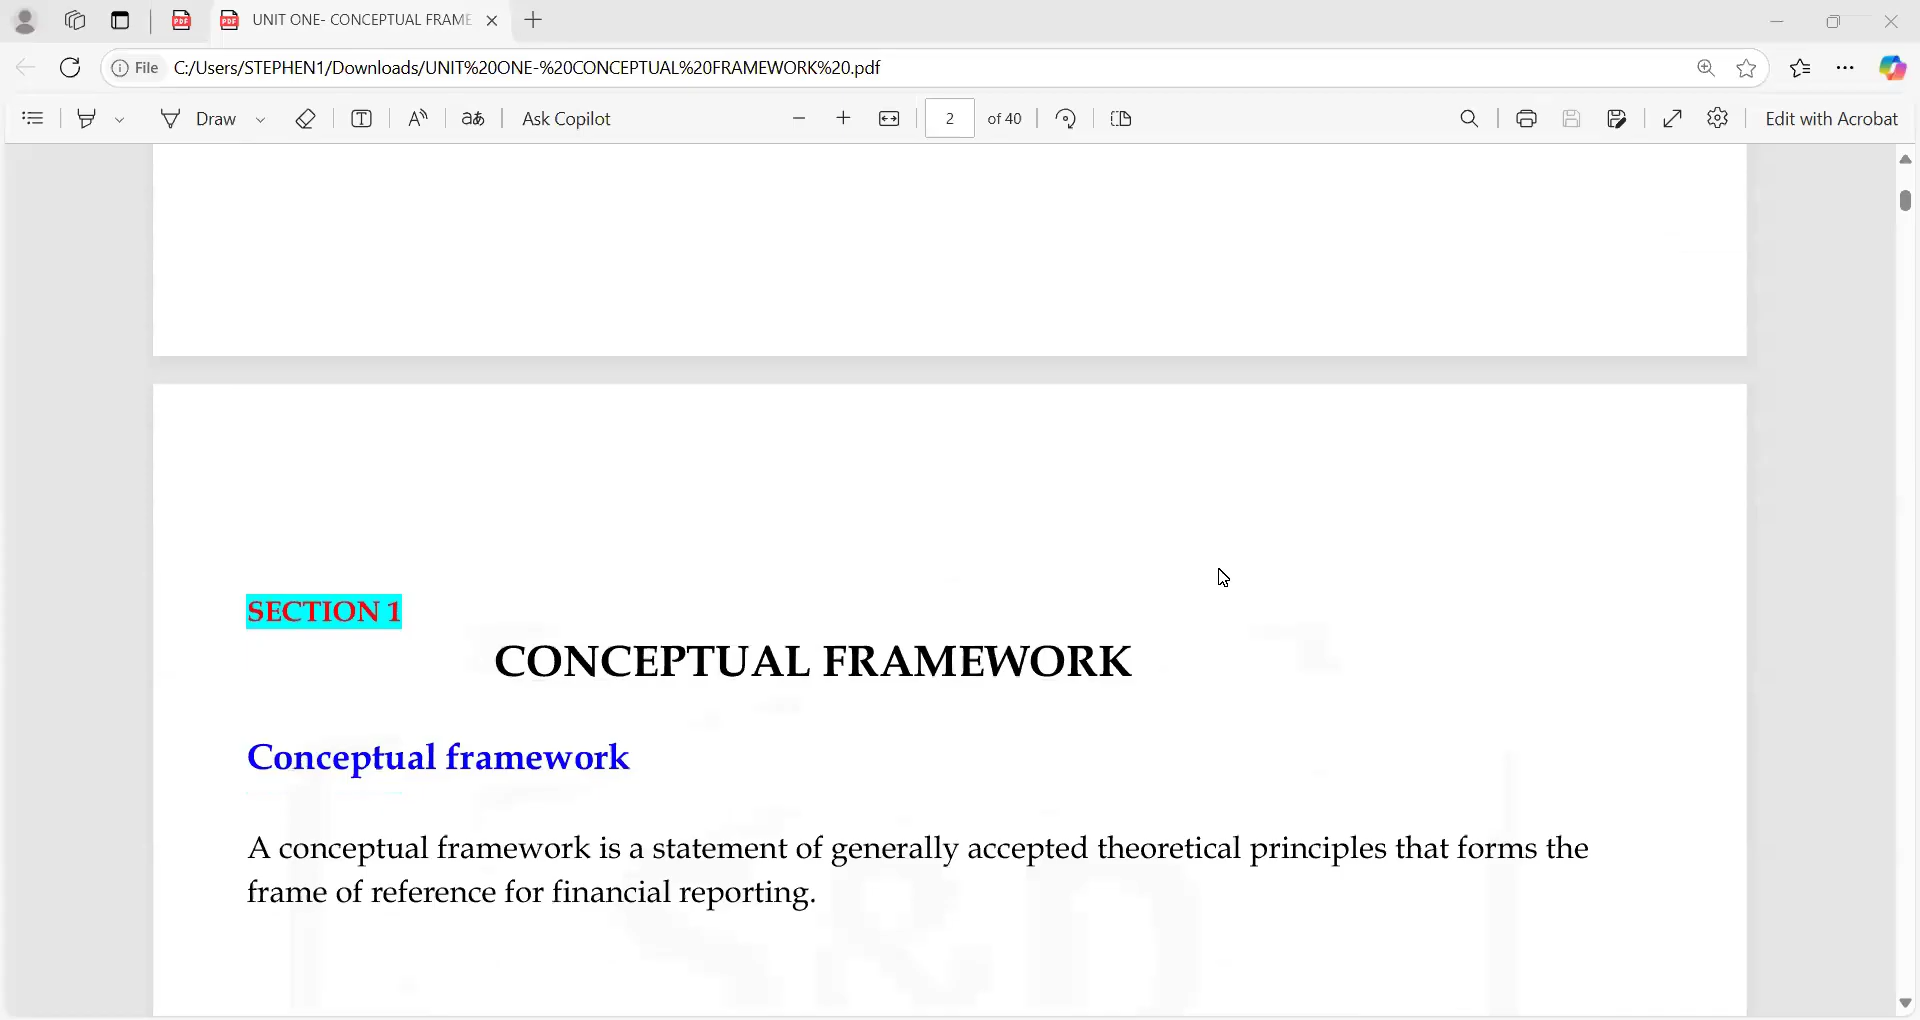 UNIT ONE- CONCEPTUAL FRAME
File C:/Users/STEPHEN1/Downloads/UNIT%20ONE-%20CONCEPTUAL%20FRAMEWORK%20.pdf
Draw aあ Ask Copilot 2 of 40 Edit with Acrobat
SECTION 1
CONCEPTUAL FRAMEWORK
Conceptual framework
A conceptual framework is a statement of generally accepted theoretical principles that forms the
frame of reference for financial reporting.
S&D